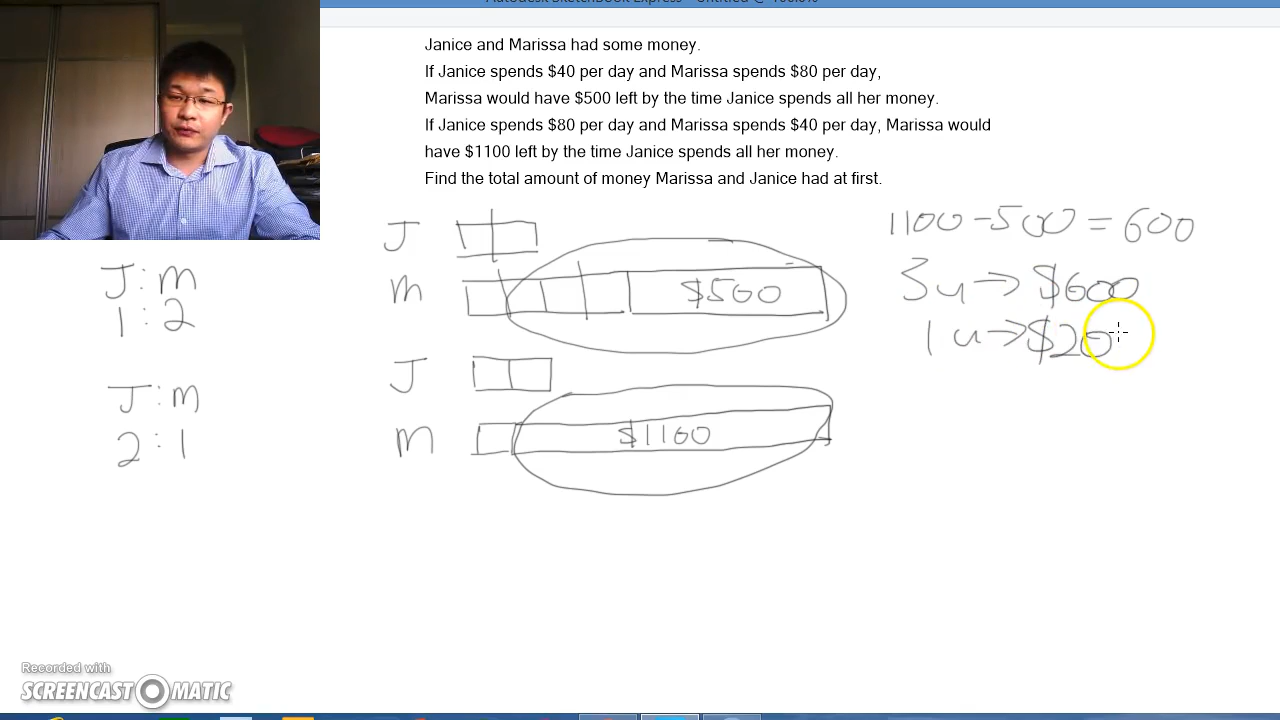 Janice and Marissa had some money.
If Janice spends $40 per day and Marissa spends $80 per day,
Marissa would have $500 left by the time Janice spends all her money.
If Janice spends $80 per day and Marissa spends $40 per day, Marissa would
have $1100 left by the time Janice spends all her money.
Find the total amount of money Marissa and Janice had at first.
J
1100 - 500 = 600
J : M
1 : 2
M
$500
3u → $600
1u → $20
J
J : M
2 : 1
M
$1100
Recorded with
SCREENCAST O MATIC